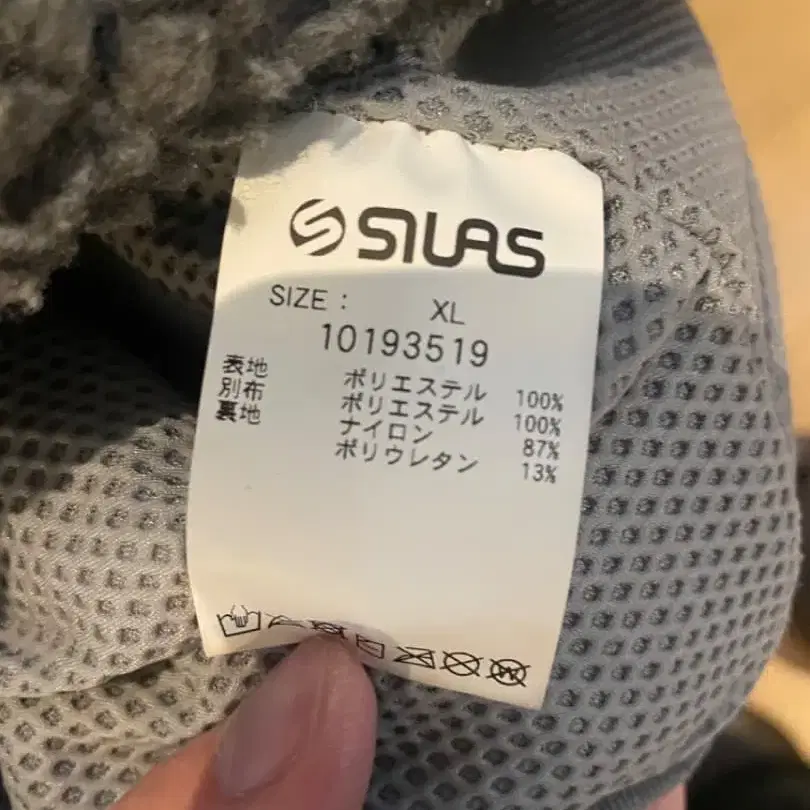 SILAS
SIZE : XL
10193519
表地 ポリエステル 100%
別布 ポリエステル 100%
裏地 ナイロン 87%
ポリウレタン 13%